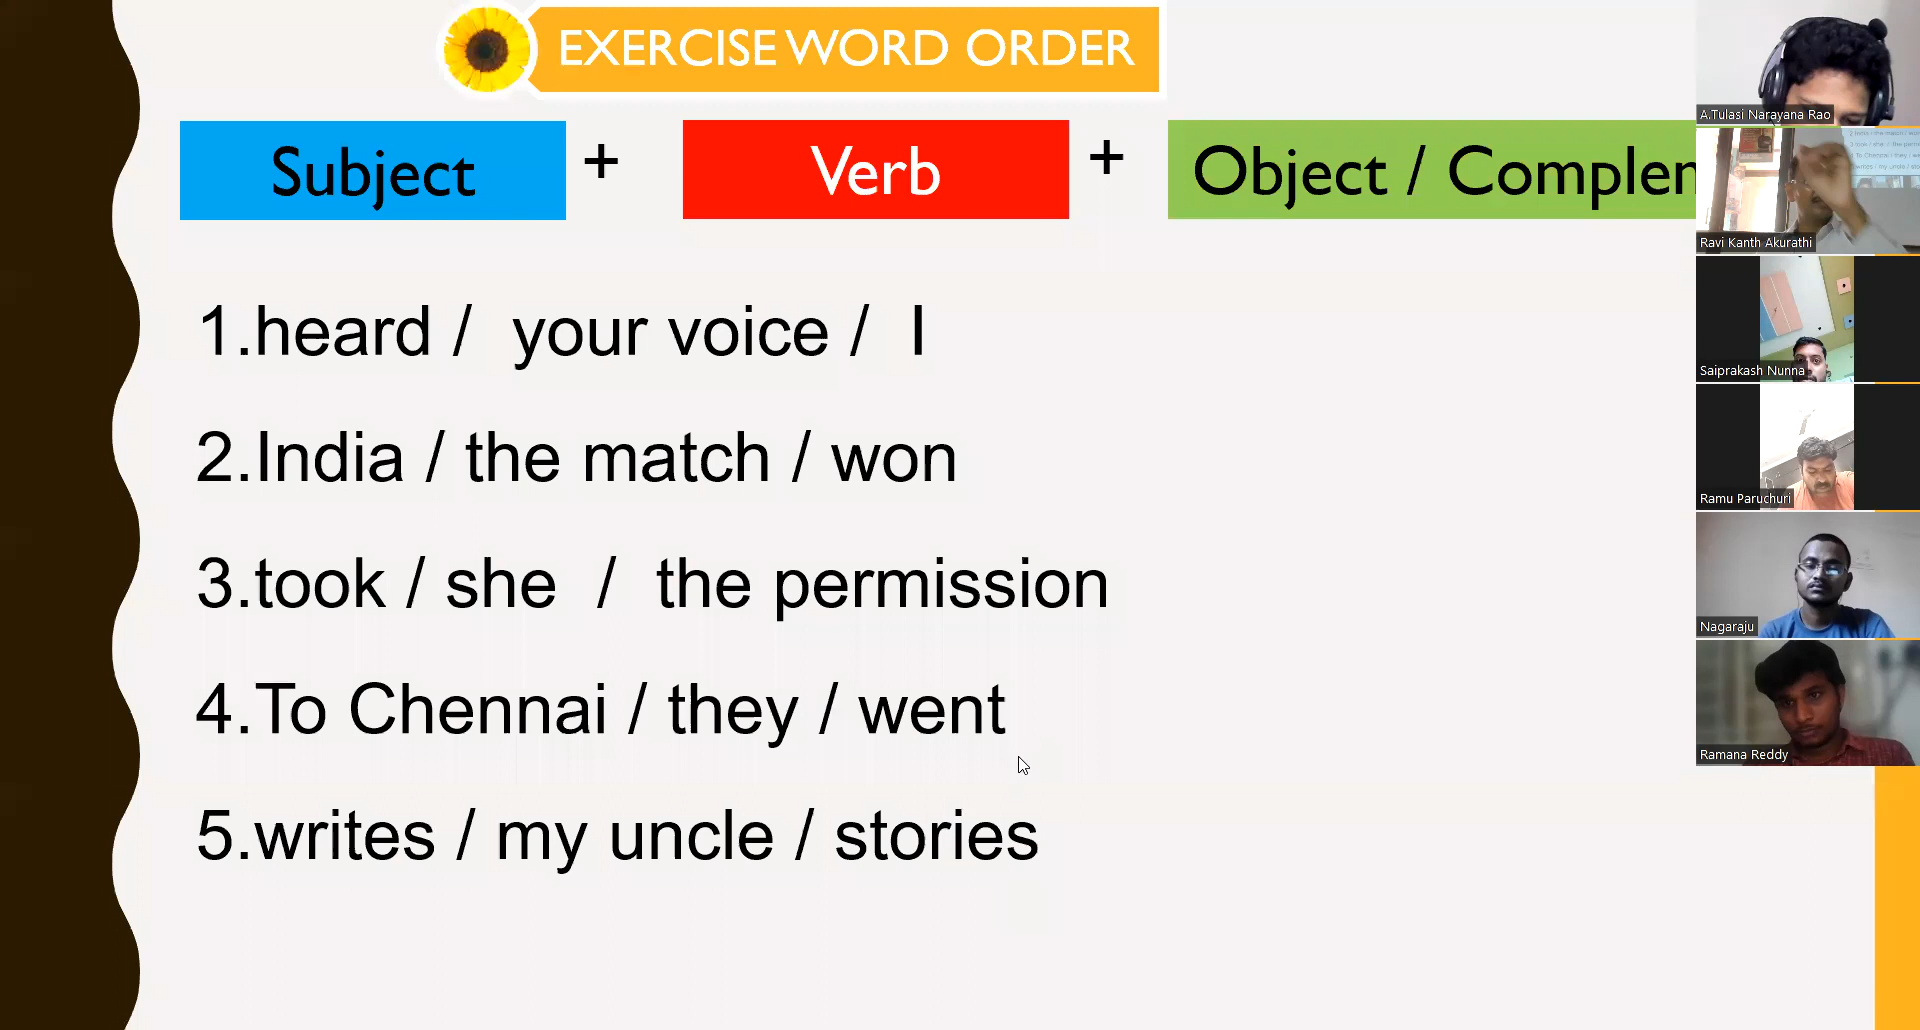 EXERCISE WORD ORDER
Subject + Verb + Object / Complem
1.heard / your voice / I
2.India / the match / won
3.took / she / the permission
4.To Chennai / they / went
5.writes / my uncle / stories
A.Tulasi Narayana Rao
Ravi Kanth Akurathi
Saiprakash Nunna
Ramu Paruchuri
Nagaraju
Ramana Reddy